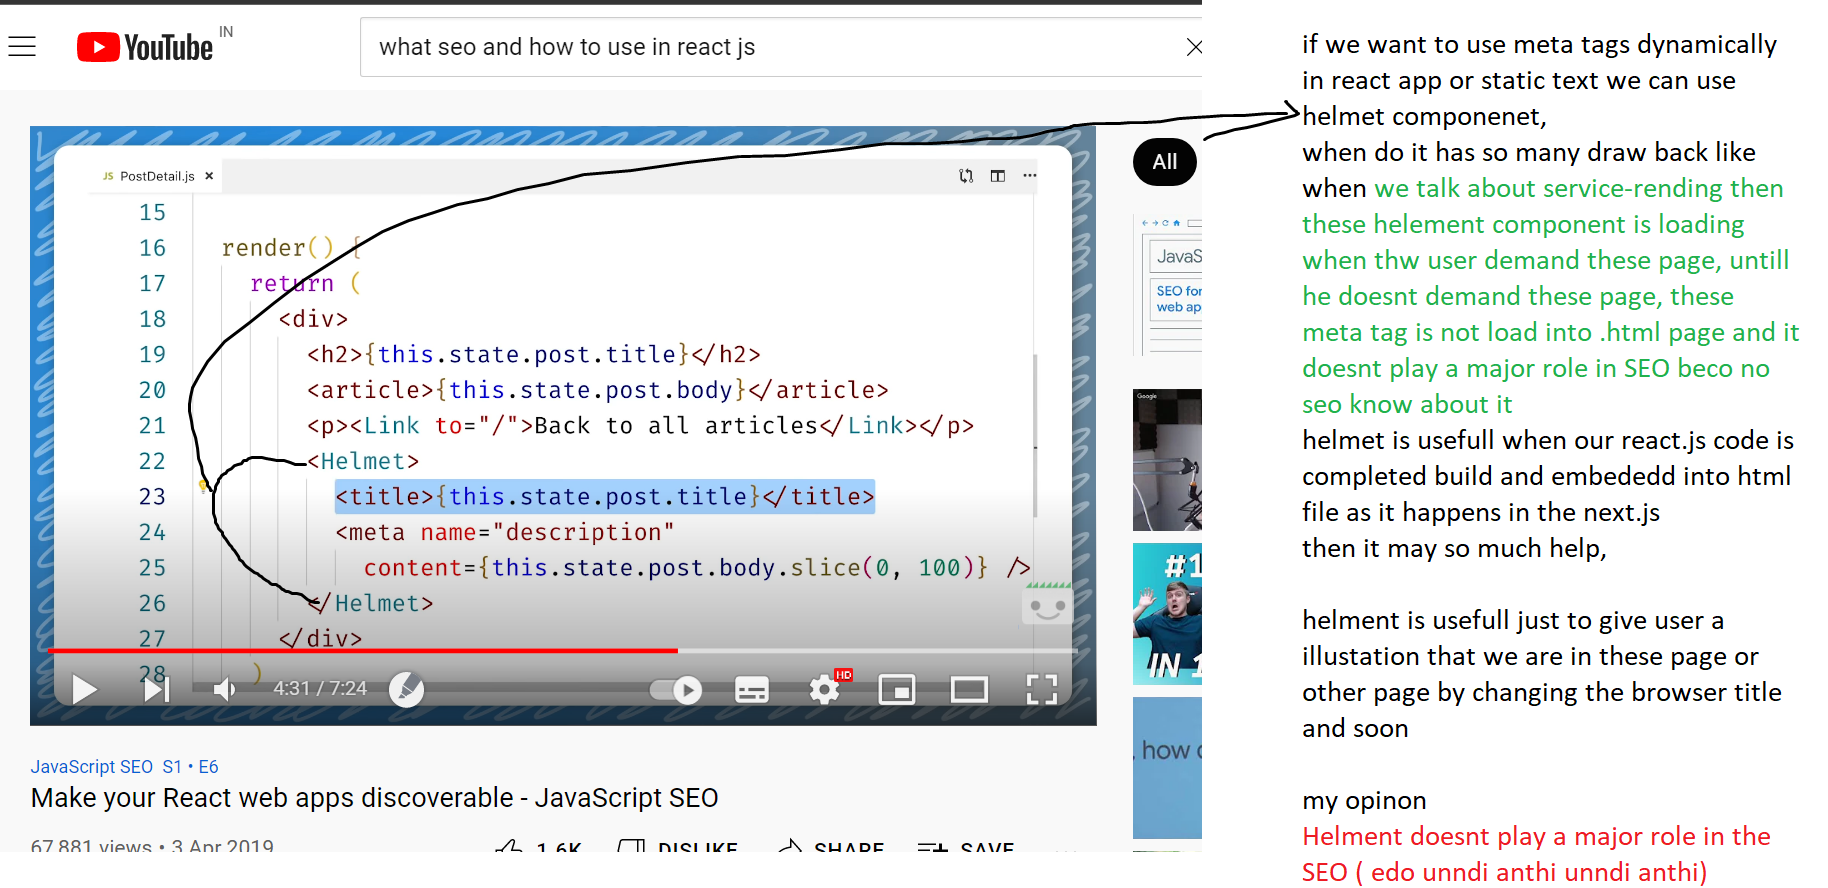 YouTube IN
what seo and how to use in react js
All
JS PostDetail.js
15
16 render() {
17 return (
18 <div>
19 <h2>{this.state.post.title}</h2>
20 <article>{this.state.post.body}</article>
21 <p><Link to="/">Back to all articles</Link></p>
22 <Helmet>
23 <title>{this.state.post.title}</title>
24 <meta name="description"
25 content={this.state.post.body.slice(0, 100)} />
26 </Helmet>
27 </div>
28 )
4:31 / 7:24
HD
JavaScript SEO S1 • E6
Make your React web apps discoverable - JavaScript SEO
67,881 views • 3 Apr 2019
1.6K DISLIKE SHARE SAVE
JavaS
SEO for
web ap
Google
#1
IN 1
how
if we want to use meta tags dynamically
in react app or static text we can use
helmet componenet,
when do it has so many draw back like
when we talk about service-rending then
these helement component is loading
when thw user demand these page, untill
he doesnt demand these page, these
meta tag is not load into .html page and it
doesnt play a major role in SEO beco no
seo know about it
helmet is usefull when our react.js code is
completed build and embededd into html
file as it happens in the next.js
then it may so much help,
helment is usefull just to give user a
illustation that we are in these page or
other page by changing the browser title
and soon
my opinon
Helment doesnt play a major role in the
SEO ( edo unndi anthi unndi anthi)